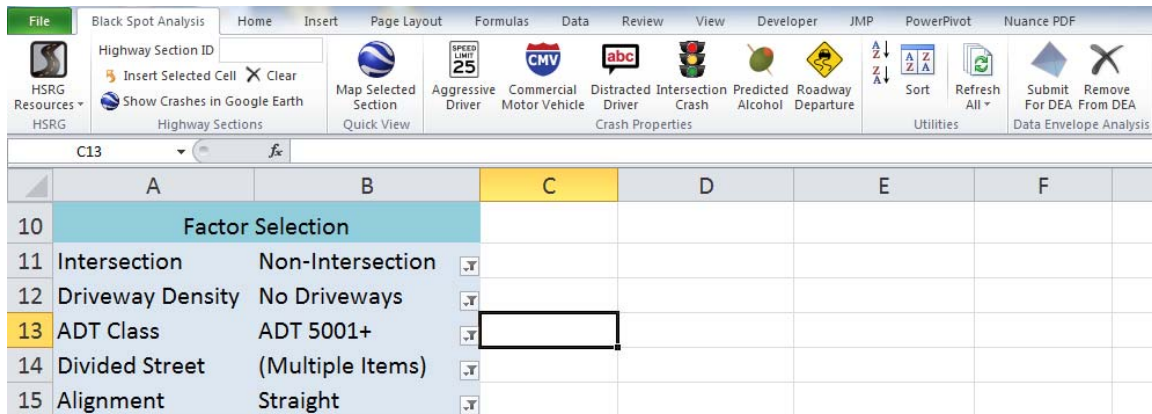 File Black Spot Analysis Home Insert Page Layout Formulas Data Review View Developer JMP PowerPivot Nuance PDF
HSRG Resources
HSRG
Highway Section ID
Insert Selected Cell Clear
Show Crashes in Google Earth
Highway Sections
Map Selected Section
Quick View
SPEED LIMIT 25
Aggressive Driver
CMV
Commercial Motor Vehicle
abc
Distracted Driver
Intersection Crash
Predicted Alcohol
Roadway Departure
Crash Properties
A Z
Z A
A Z
Z A
Sort
Refresh All
Utilities
Submit For DEA
Remove From DEA
Data Envelope Analysis
C13 fx
A B C D E F
10 Factor Selection
11 Intersection Non-Intersection
12 Driveway Density No Driveways
13 ADT Class ADT 5001+
14 Divided Street (Multiple Items)
15 Alignment Straight